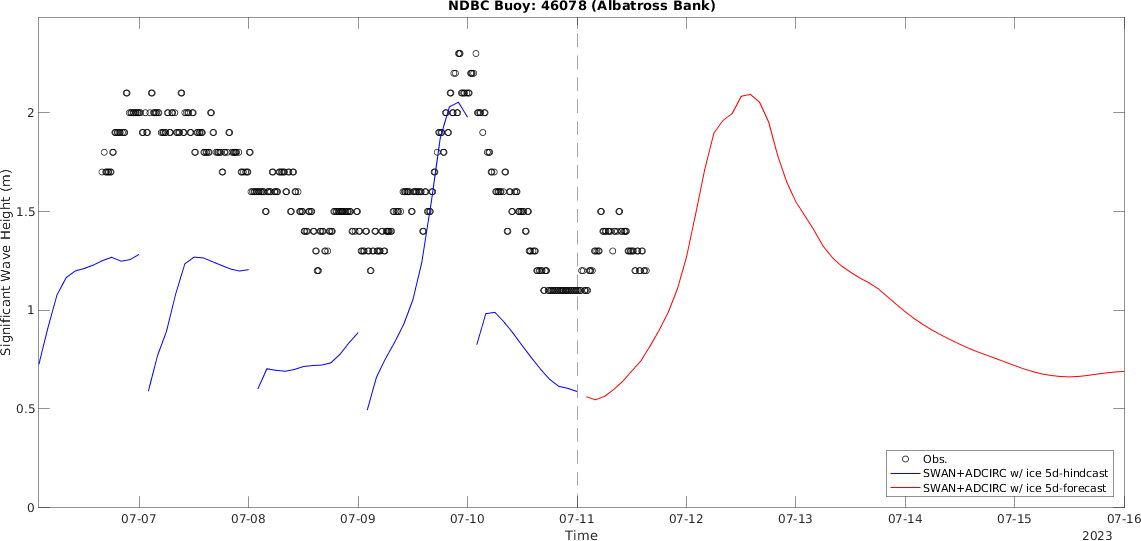 NDBC Buoy: 46078 (Albatross Bank)
Significant Wave Height (m)
2
1.5
1
0.5
0
Obs.
SWAN+ADCIRC w/ ice 5d-hindcast
SWAN+ADCIRC w/ ice 5d-forecast
07-07 07-08 07-09 07-10 07-11 07-12 07-13 07-14 07-15 07-16
Time
2023